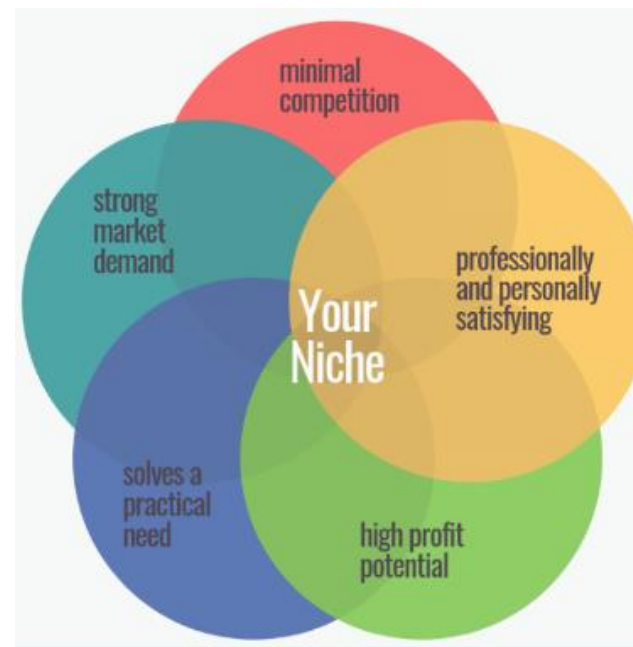 minimal
competition
strong
market
demand
professionally
and personally
satisfying
Your
Niche
solves a
practical
need
high profit
potential